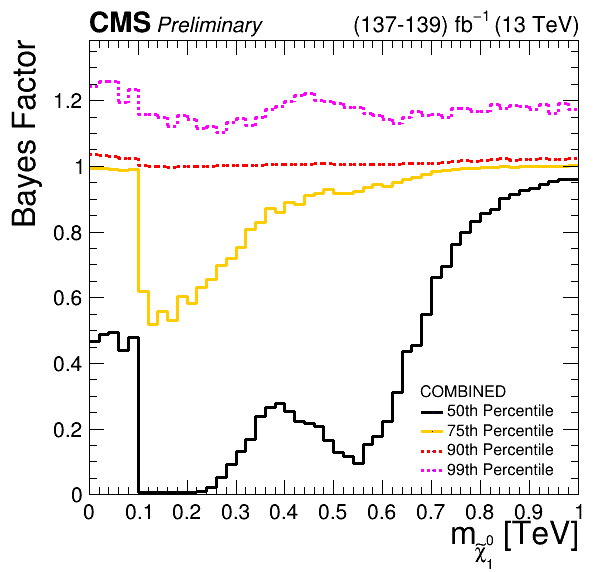 CMS Preliminary (137-139) fb⁻¹ (13 TeV)
Bayes Factor
1.2
1
0.8
0.6
0.4
0.2
0
COMBINED
50th Percentile
75th Percentile
90th Percentile
99th Percentile
0 0.1 0.2 0.3 0.4 0.5 0.6 0.7 0.8 0.9 1
m_{χ̃₁⁰} [TeV]